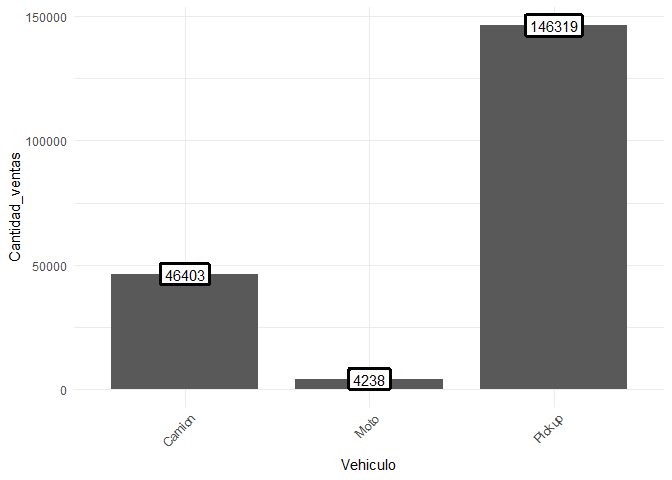 150000
146319
100000
Cantidad_ventas
50000
46403
4238
0
Camion
Moto
Pickup
Vehiculo